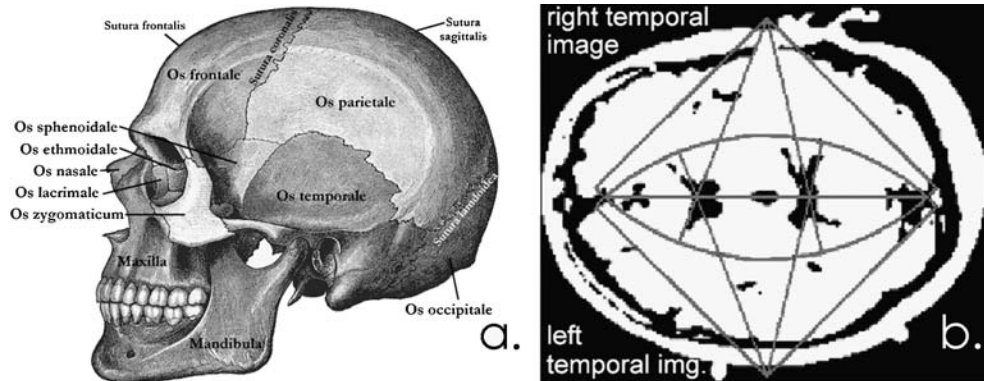 Sutura frontalis
Sutura coronalis
Sutura
sagittalis
Os frontale
Os parietale
Os sphenoidale
Os ethmoidale
Os nasale
Os lacrimale
Os zygomaticum
Os temporale
Sutura lamdoidea
Maxilla
Mandibula
Os occipitale
a.
right temporal
image
left
temporal img.
b.